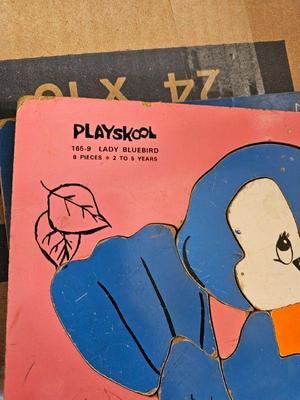 24 X 10
PLAYSKOOL
165-9 LADY BLUEBIRD
8 PIECES • 2 TO 5 YEARS